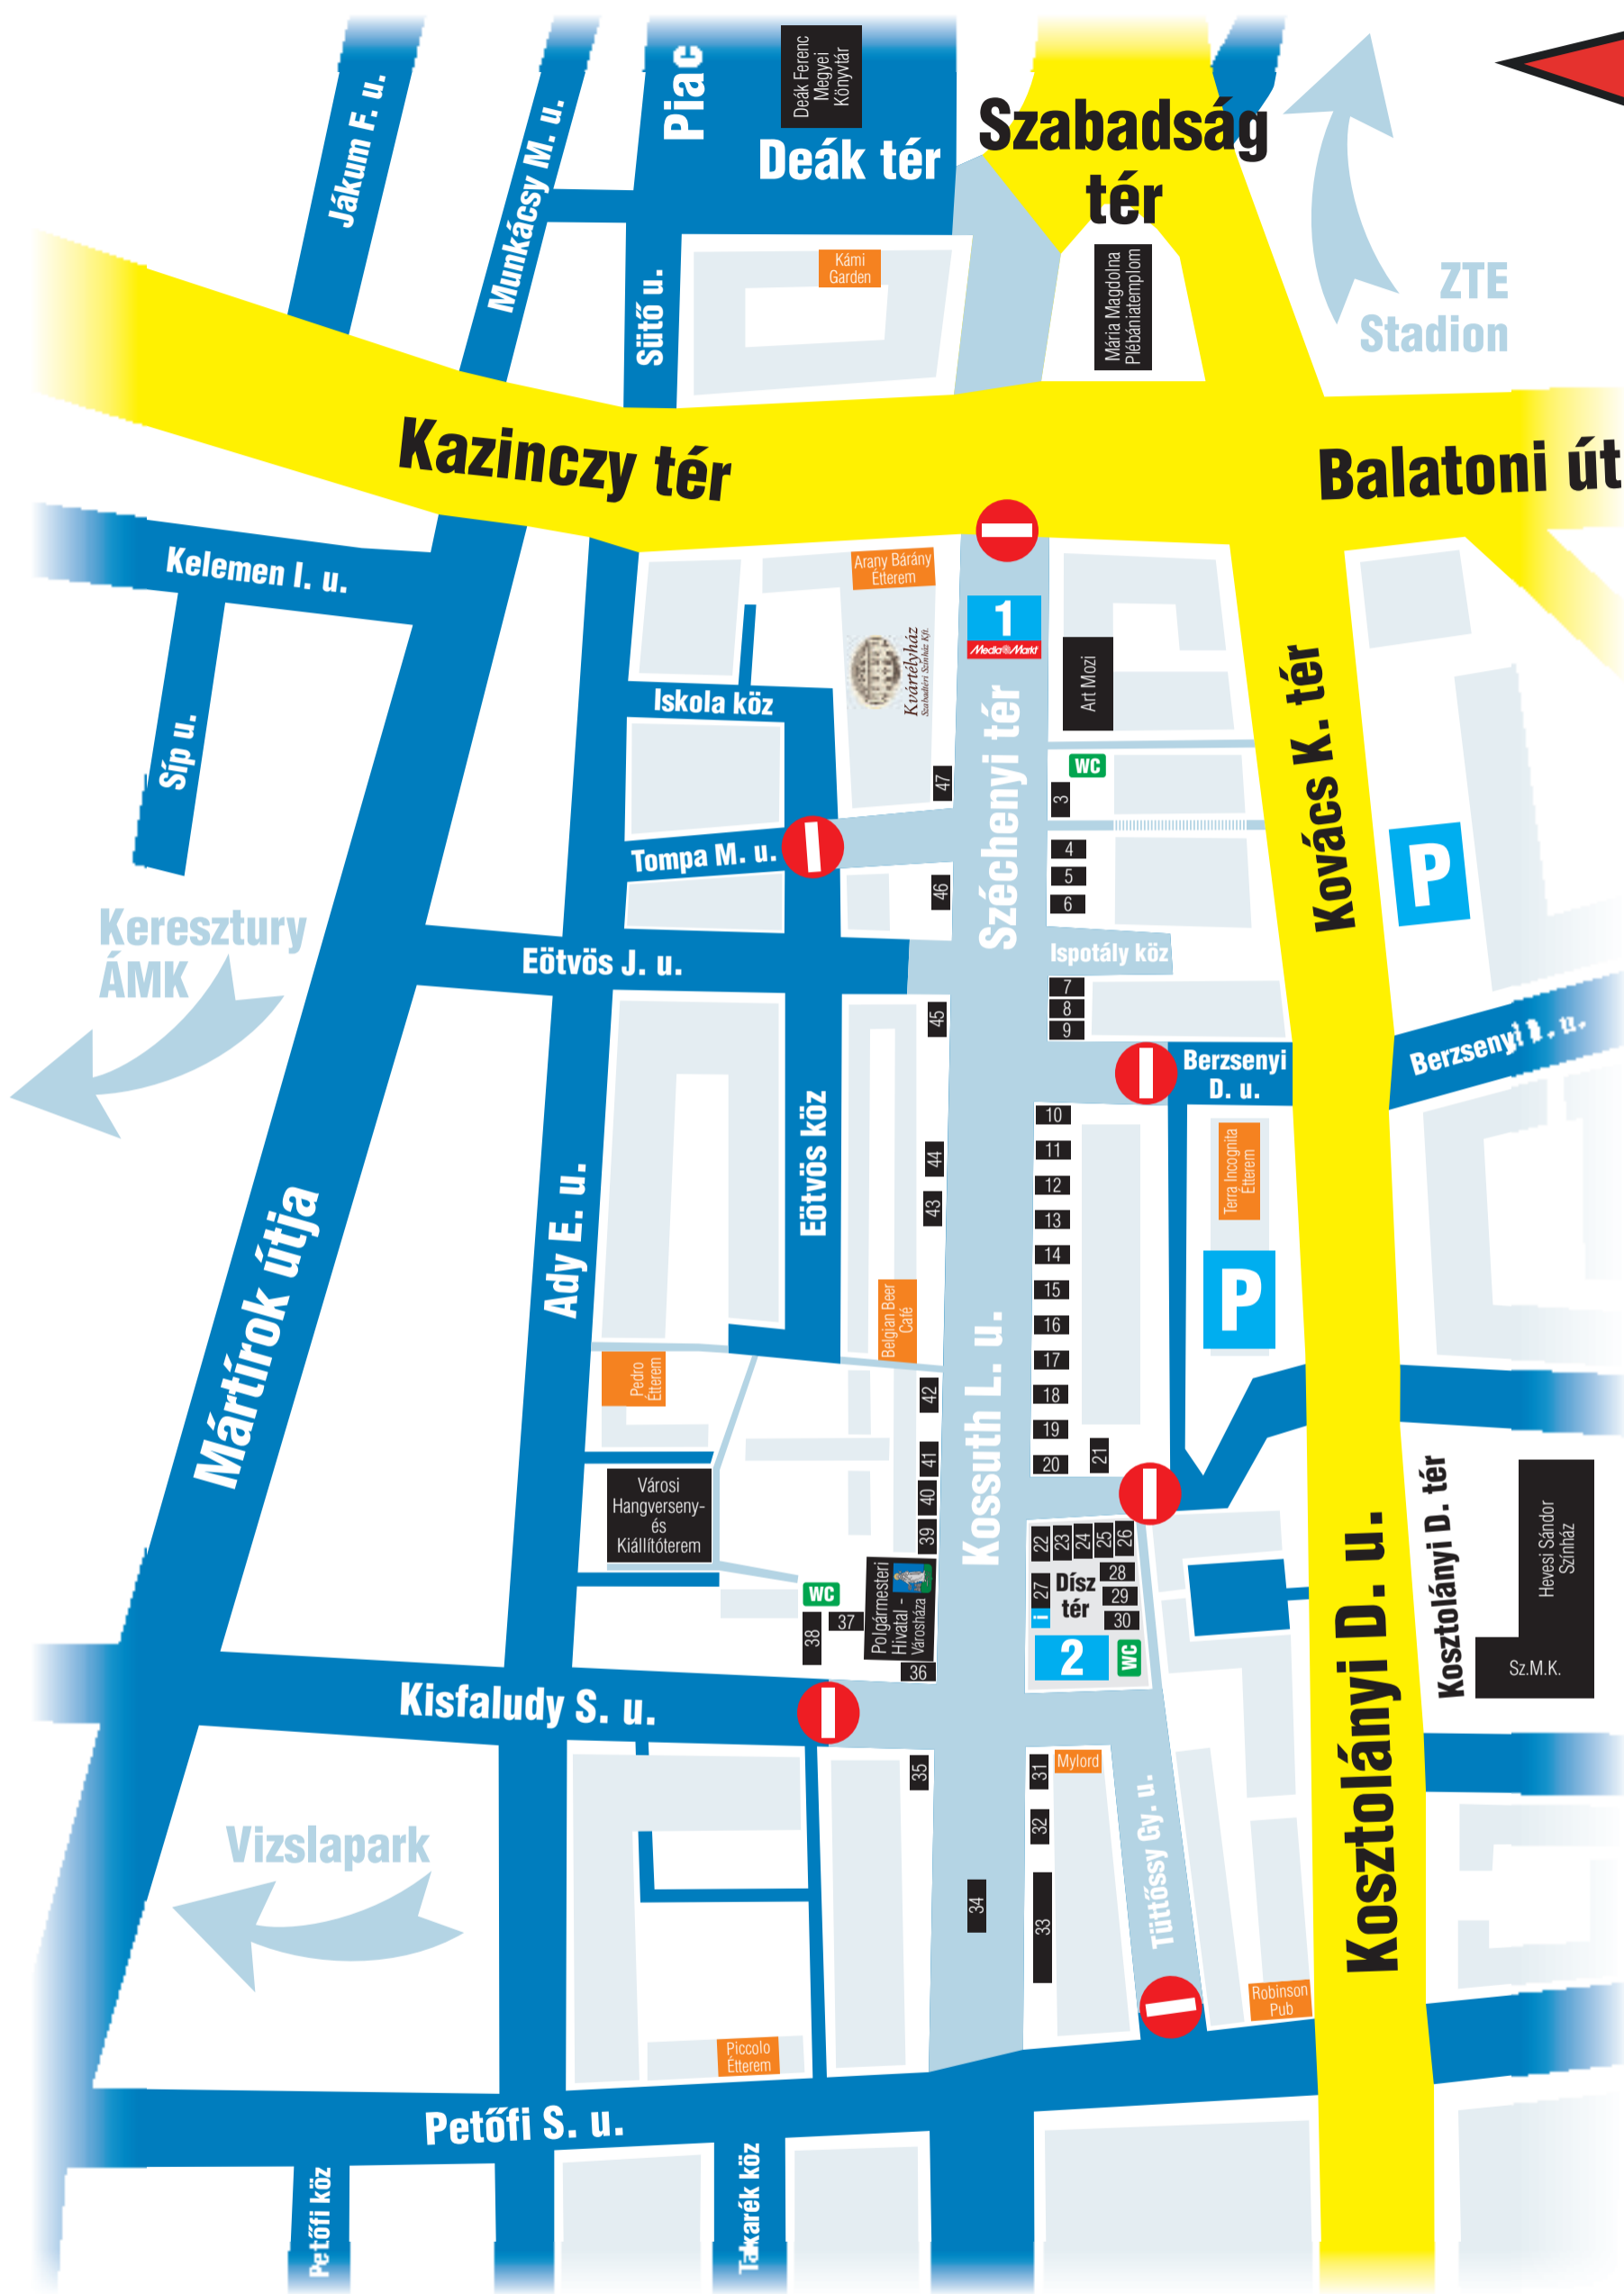 Jákum F. u.
Munkácsy M. u.
Piac
Deák Ferenc
Megyei
Könyvtár
Deák tér
Szabadság
tér
Mária Magdolna
Plébániatemplom
ZTE
Stadion
Sütő u.
Kámi
Garden
Kazinczy tér
Balatoni út
Kelemen I. u.
Síp u.
Arany Bárány
Étterem
Kvártélyház
Szabadtéri Színház Kft.
1
Media Markt
Art Mozi
Széchenyi tér
Iskola köz
47
WC
3
Kovács K. tér
P
Tompa M. u.
46
4
5
6
Keresztury
ÁMK
Eötvös J. u.
Ispotály köz
7
8
9
45
Berzsenyi
D. u.
Berzsenyi D. u.
Mártírok útja
Ady E. u.
Eötvös köz
44
43
10
11
12
13
14
15
16
17
18
19
20
21
Terra Incognita
Étterem
P
Belgian Beer
Café
Pedro
Étterem
Kossuth L. u.
42
41
40
39
Városi
Hangverseny-
és
Kiállítóterem
WC
37
38
Polgármesteri
Hivatal -
Városháza
36
22
23
24
25
26
27
i
Dísz
tér
28
29
30
2
WC
Kosztolányi D. u.
Kosztolányi D. tér
Hevesi Sándor
Színház
Sz.M.K.
Kisfaludy S. u.
35
31
Mylord
32
33
34
Tüttőssy Gy. u.
Vizslapark
Robinson
Pub
Piccolo
Étterem
Petőfi S. u.
Petőfi köz
Takarék köz